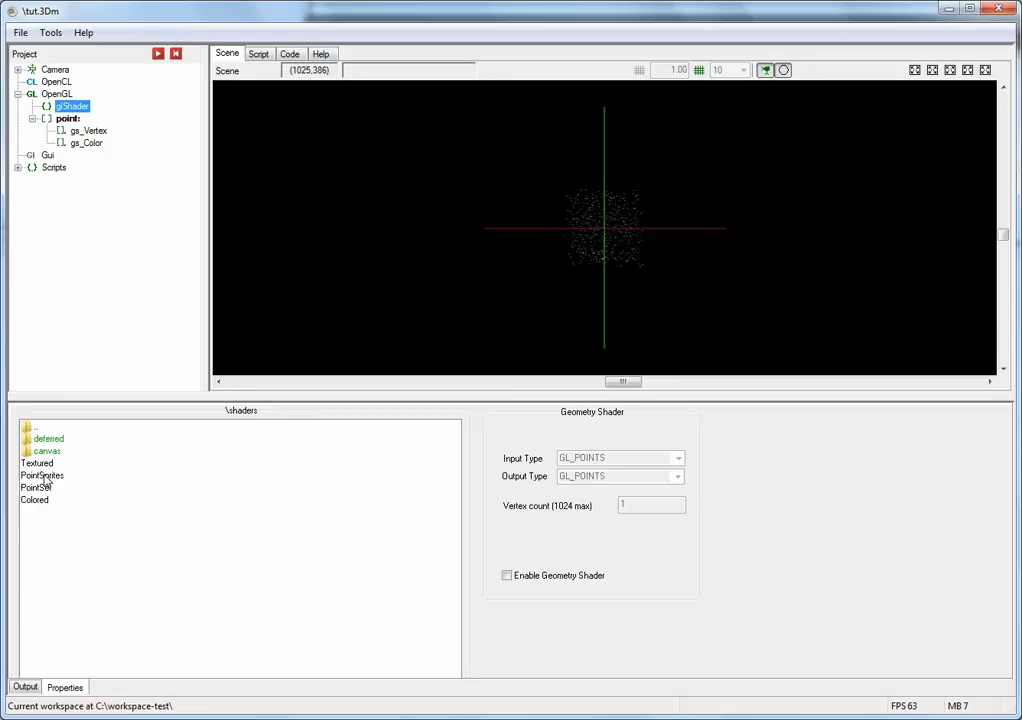 \tut.3Dm
File Tools Help
Project
Scene Script Code Help
Camera
Scene (1025,386) 1.00 10
CL OpenCL
GL OpenGL
{.} glShader
[ ] point:
[ ]. gs_Vertex
[ ]. gs_Color
GI Gui
{.} Scripts
\shaders
Geometry Shader
..
deferred
canvas
Textured
PointSprites
PointSet
Colored
Input Type GL_POINTS
Output Type GL_POINTS
Vertex count (1024 max) 1
Enable Geometry Shader
Output Properties
Current workspace at C:\workspace-test\ FPS 63 MB 7